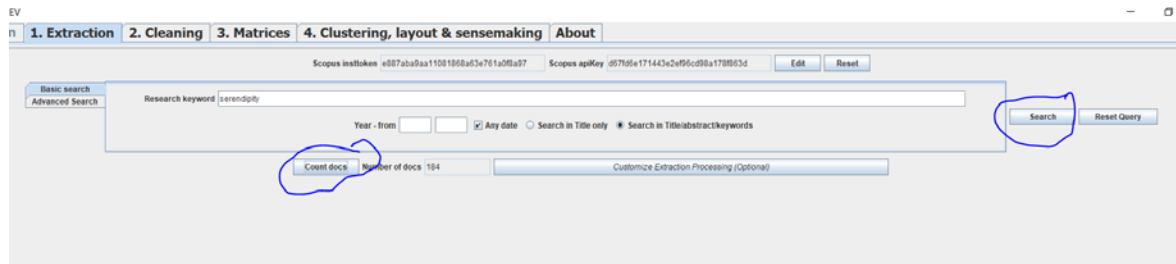 EV
n 1. Extraction 2. Cleaning 3. Matrices 4. Clustering, layout & sensemaking About
Scopus insttoken e887aba9aa11081868a63e761a0f8a97 Scopus apiKey d67fd6e171443e2ef96cd98a178f863d Edit Reset
Basic search
Advanced Search
Research keyword serendipity
Search Reset Query
Year - from Any date Search in Title only Search in Title/abstract/keywords
Count docs Number of docs 184 Customize Extraction Processing (Optional)